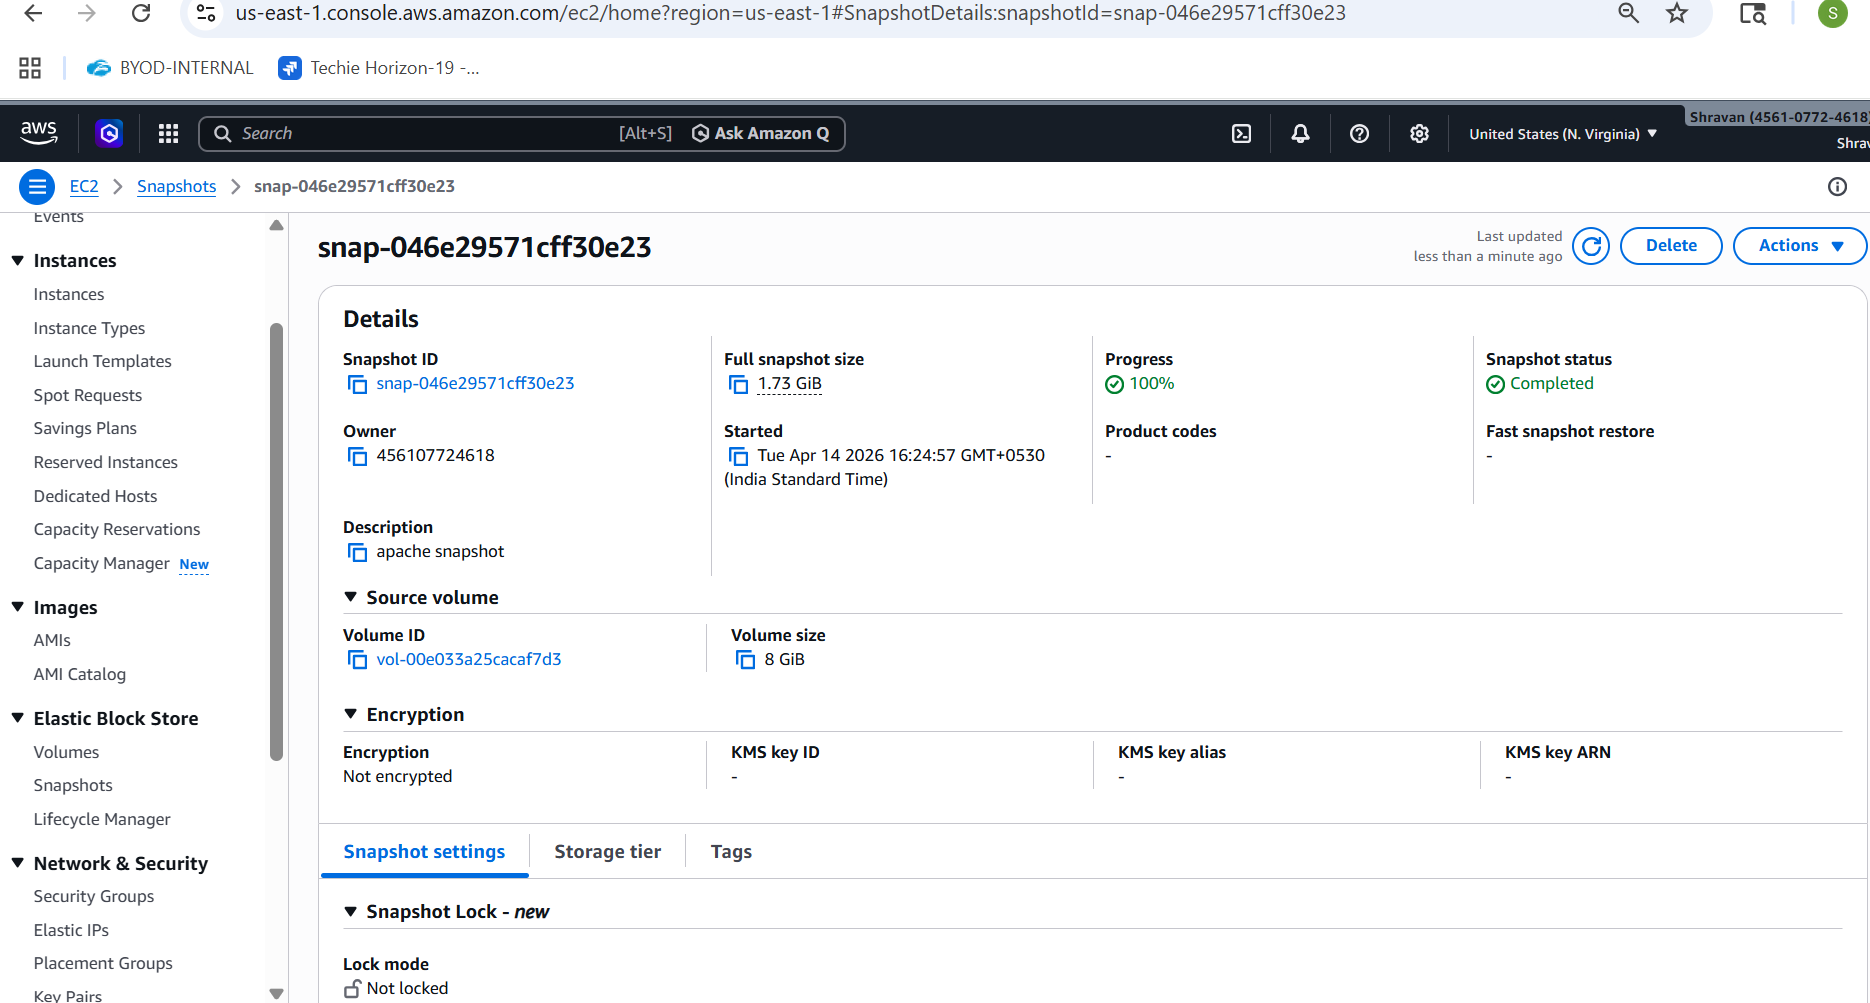 us-east-1.console.aws.amazon.com/ec2/home?region=us-east-1#SnapshotDetails:snapshotId=snap-046e29571cff30e23
S
BYOD-INTERNAL
Techie Horizon-19 -...
aws
Search
[Alt+S]
Ask Amazon Q
United States (N. Virginia)
Shravan (4561-0772-4618)
Shrav
EC2
Snapshots
snap-046e29571cff30e23
Events
Instances
Instances
Instance Types
Launch Templates
Spot Requests
Savings Plans
Reserved Instances
Dedicated Hosts
Capacity Reservations
Capacity Manager New
Images
AMIs
AMI Catalog
Elastic Block Store
Volumes
Snapshots
Lifecycle Manager
Network & Security
Security Groups
Elastic IPs
Placement Groups
Key Pairs
snap-046e29571cff30e23
Last updated
less than a minute ago
Delete
Actions
Details
Snapshot ID
snap-046e29571cff30e23
Full snapshot size
1.73 GiB
Progress
100%
Snapshot status
Completed
Owner
456107724618
Started
Tue Apr 14 2026 16:24:57 GMT+0530
(India Standard Time)
Product codes
-
Fast snapshot restore
-
Description
apache snapshot
Source volume
Volume ID
vol-00e033a25cacaf7d3
Volume size
8 GiB
Encryption
Encryption
Not encrypted
KMS key ID
-
KMS key alias
-
KMS key ARN
-
Snapshot settings
Storage tier
Tags
Snapshot Lock - new
Lock mode
Not locked